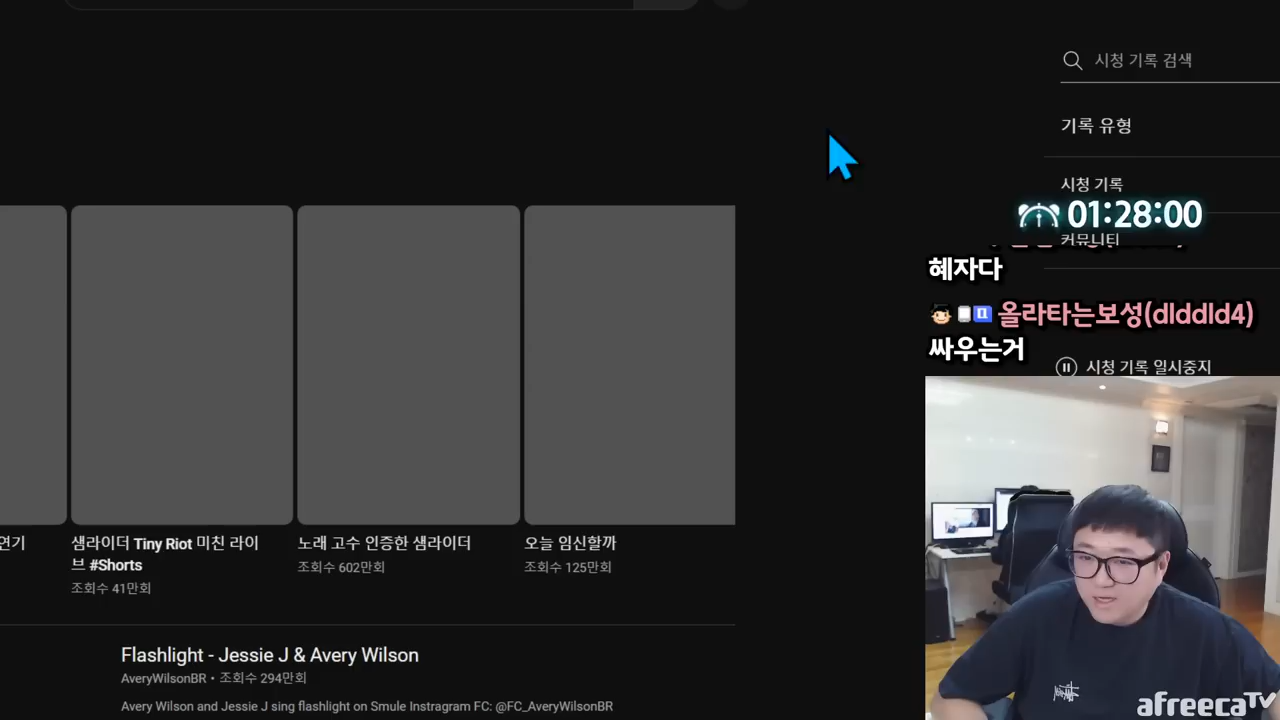 시청 기록 검색
기록 유형
시청 기록
01:28:00
커뮤니티
혜자다
올라타는보성(dlddld4)
싸우는거
시청 기록 일시중지
연기
샘라이더 Tiny Riot 미친 라이
브 #Shorts
조회수 41만회
노래 고수 인증한 샘라이더
조회수 602만회
오늘 임신할까
조회수 125만회
Flashlight - Jessie J & Avery Wilson
AveryWilsonBR • 조회수 294만회
Avery Wilson and Jessie J sing flashlight on Smule Instragram FC: @FC_AveryWilsonBR
afreecaTV